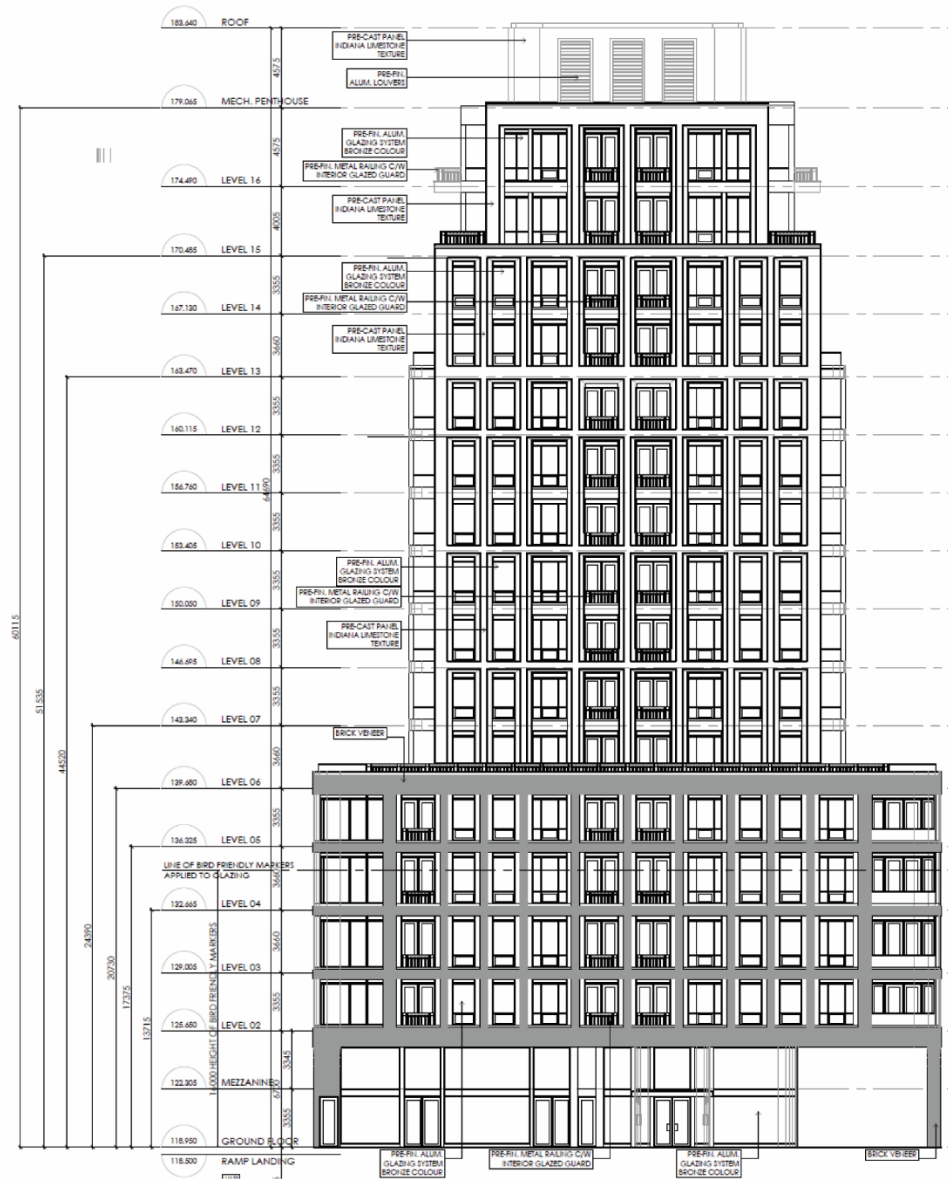 183.640 ROOF
PRE-CAST PANEL
INDIANA LIMESTONE
TEXTURE
4575
PRE-FIN.
ALUM. LOUVERS
179.065 MECH. PENTHOUSE
PRE-FIN. ALUM.
GLAZING SYSTEM
BRONZE COLOUR
4575
PRE-FIN. METAL RAILING C/W
INTERIOR GLAZED GUARD
174.490 LEVEL 16
PRE-CAST PANEL
INDIANA LIMESTONE
TEXTURE
4005
170.485 LEVEL 15
PRE-FIN. ALUM.
GLAZING SYSTEM
BRONZE COLOUR
3355
PRE-FIN. METAL RAILING C/W
INTERIOR GLAZED GUARD
167.130 LEVEL 14
PRE-CAST PANEL
INDIANA LIMESTONE
TEXTURE
3660
163.470 LEVEL 13
3355
160.115 LEVEL 12
3355
64690
156.760 LEVEL 11
3355
153.405 LEVEL 10
PRE-FIN. ALUM.
GLAZING SYSTEM
BRONZE COLOUR
3355
PRE-FIN. METAL RAILING C/W
INTERIOR GLAZED GUARD
150.050 LEVEL 09
60115
PRE-CAST PANEL
INDIANA LIMESTONE
TEXTURE
3355
146.695 LEVEL 08
51535
3355
44520
143.340 LEVEL 07
BRICK VENEER
3660
139.680 LEVEL 06
3355
136.325 LEVEL 05
LINE OF BIRD FRIENDLY MARKERS
APPLIED TO GLAZING
3660
132.665 LEVEL 04
24390
20730
17375
13715
16000 HEIGHT OF BIRD FRIENDLY MARKERS
3660
129.005 LEVEL 03
3355
125.650 LEVEL 02
3345
122.305 MEZZANINE
6700
3355
118.950 GROUND FLOOR
118.500 RAMP LANDING
PRE-FIN. ALUM.
GLAZING SYSTEM
BRONZE COLOUR
PRE-FIN. METAL RAILING C/W
INTERIOR GLAZED GUARD
PRE-FIN. ALUM.
GLAZING SYSTEM
BRONZE COLOUR
BRICK VENEER